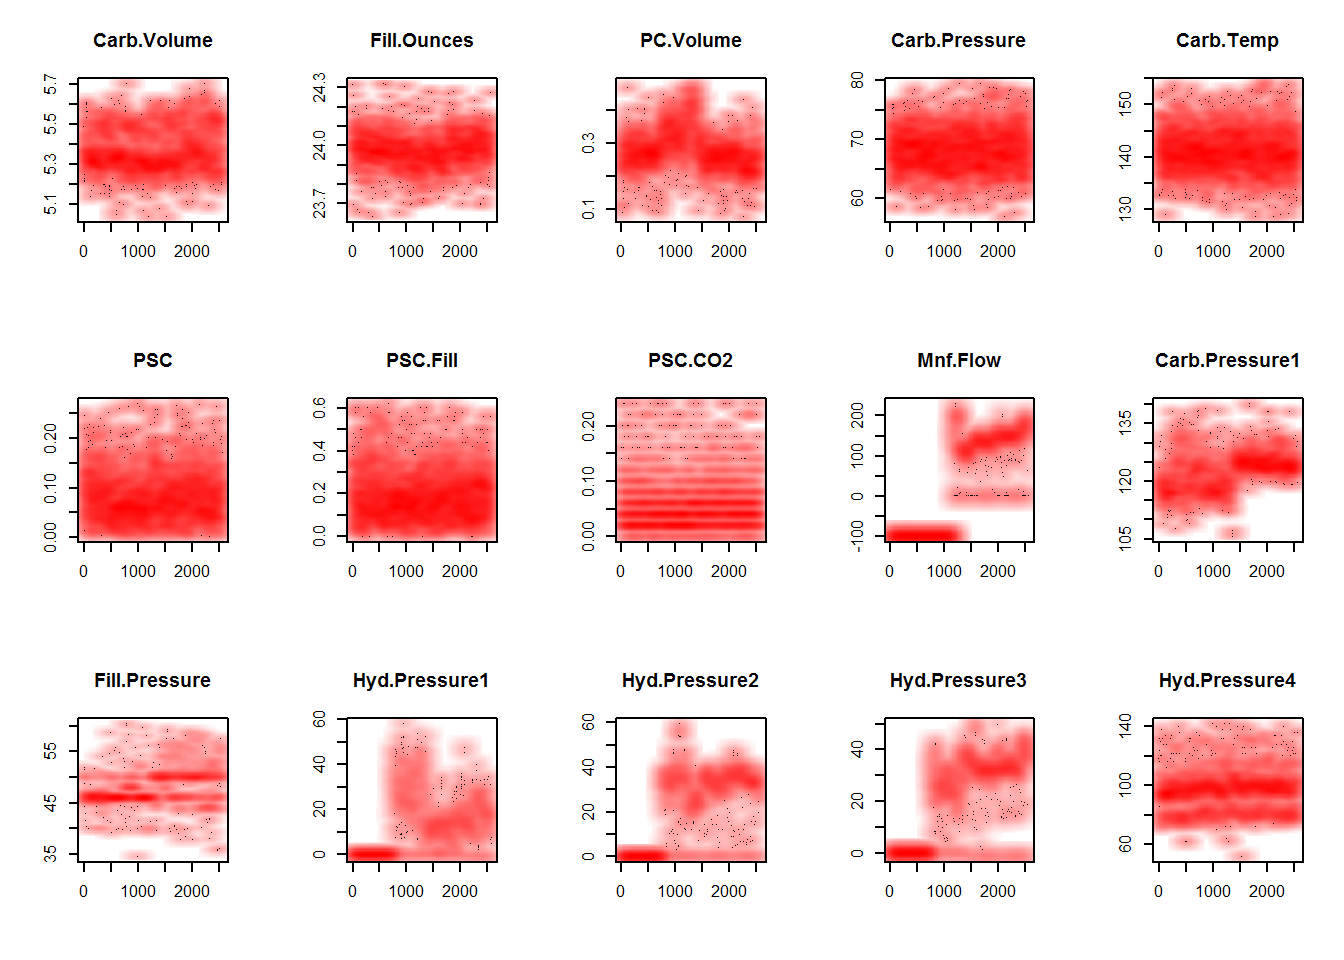 Carb.Volume Fill.Ounces PC.Volume Carb.Pressure Carb.Temp
5.1 5.3 5.5 5.7 23.7 24.0 24.3 0.1 0.3 60 70 80 130 140 150
0 1000 2000 0 1000 2000 0 1000 2000 0 1000 2000 0 1000 2000
PSC PSC.Fill PSC.CO2 Mnf.Flow Carb.Pressure1
0.00 0.10 0.20 0.0 0.2 0.4 0.6 0.00 0.10 0.20 -100 0 100 200 105 120 135
0 1000 2000 0 1000 2000 0 1000 2000 0 1000 2000 0 1000 2000
Fill.Pressure Hyd.Pressure1 Hyd.Pressure2 Hyd.Pressure3 Hyd.Pressure4
35 45 55 0 20 40 60 0 20 40 60 0 20 40 60 100 140
0 1000 2000 0 1000 2000 0 1000 2000 0 1000 2000 0 1000 2000